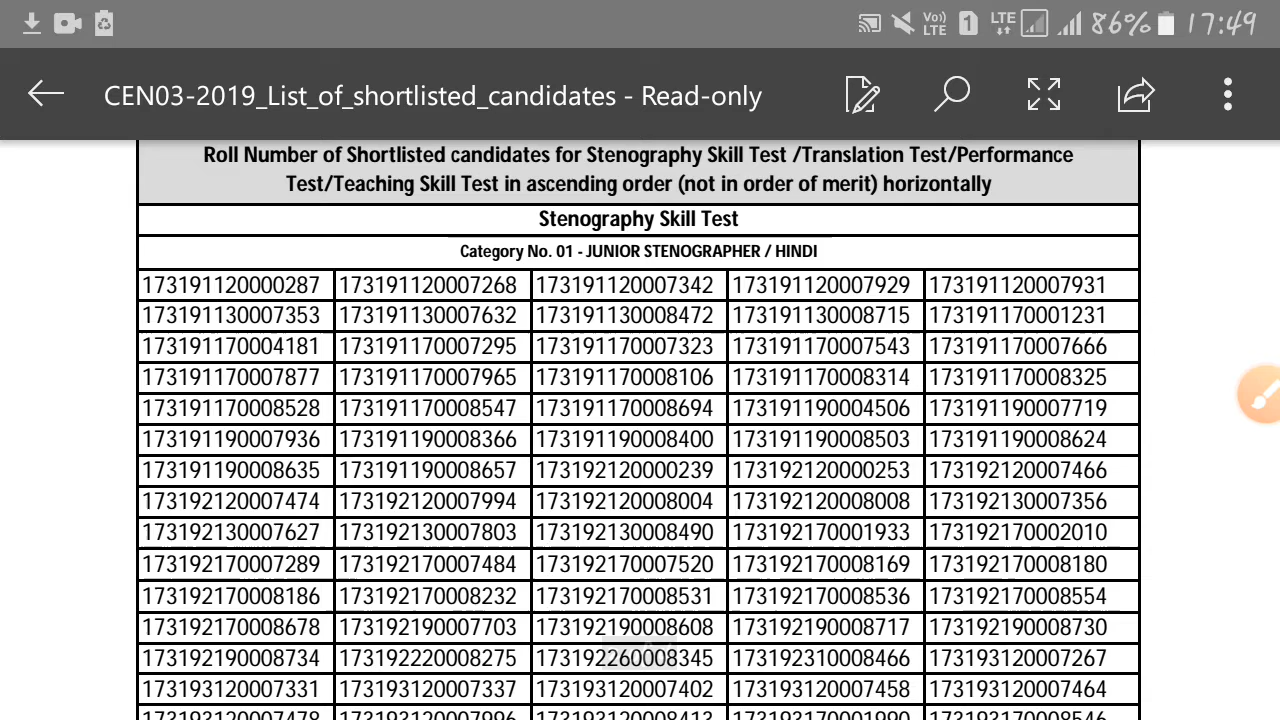 Vo))
LTE
1
LTE
86% 17:49
CEN03-2019_List_of_shortlisted_candidates - Read-only
Roll Number of Shortlisted candidates for Stenography Skill Test /Translation Test/Performance
Test/Teaching Skill Test in ascending order (not in order of merit) horizontally
Stenography Skill Test
Category No. 01 - JUNIOR STENOGRAPHER / HINDI
173191120000287 173191120007268 173191120007342 173191120007929 173191120007931
173191130007353 173191130007632 173191130008472 173191130008715 173191170001231
173191170004181 173191170007295 173191170007323 173191170007543 173191170007666
173191170007877 173191170007965 173191170008106 173191170008314 173191170008325
173191170008528 173191170008547 173191170008694 173191190004506 173191190007719
173191190007936 173191190008366 173191190008400 173191190008503 173191190008624
173191190008635 173191190008657 173192120000239 173192120000253 173192120007466
173192120007474 173192120007994 173192120008004 173192120008008 173192130007356
173192130007627 173192130007803 173192130008490 173192170001933 173192170002010
173192170007289 173192170007484 173192170007520 173192170008169 173192170008180
173192170008186 173192170008232 173192170008531 173192170008536 173192170008554
173192170008678 173192190007703 173192190008608 173192190008717 173192190008730
173192190008734 173192220008275 173192260008345 173192310008466 173193120007267
173193120007331 173193120007337 173193120007402 173193120007458 173193120007464